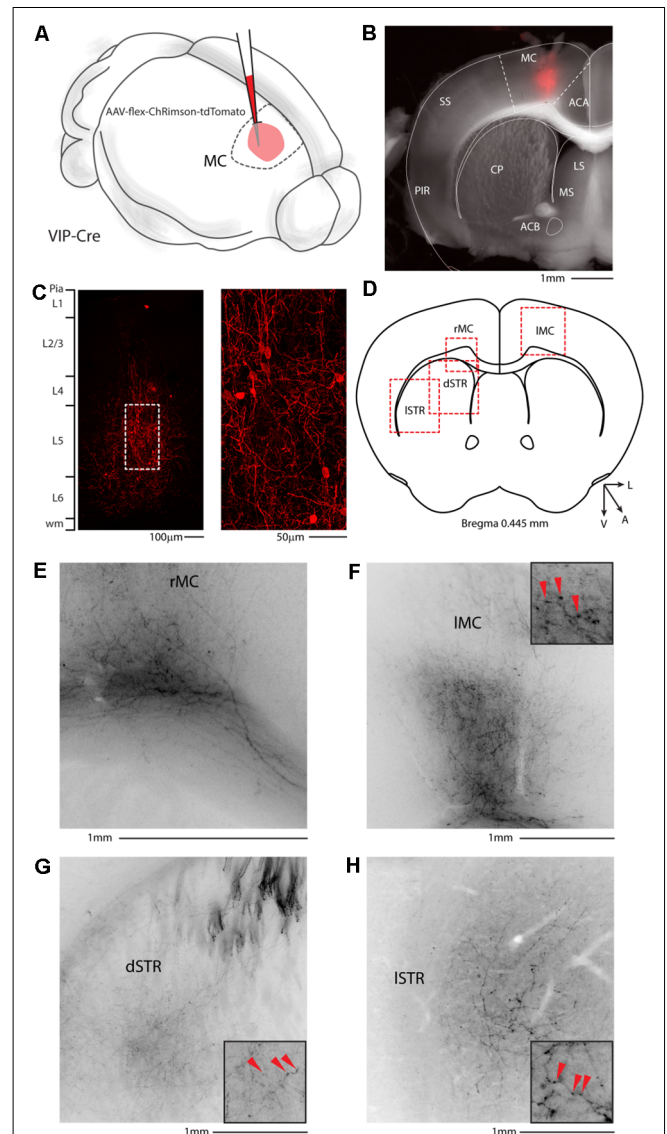 A
AAV-flex-ChRimson-tdTomato
MC
VIP-Cre
B
MC
SS
ACA
CP
LS
PIR
MS
ACB
1mm
C
Pia
L1
L2/3
L4
L5
L6
wm
100µm
50µm
D
rMC
lMC
dSTR
lSTR
L
V
A
Bregma 0.445 mm
E
rMC
1mm
F
lMC
1mm
G
dSTR
1mm
H
lSTR
1mm